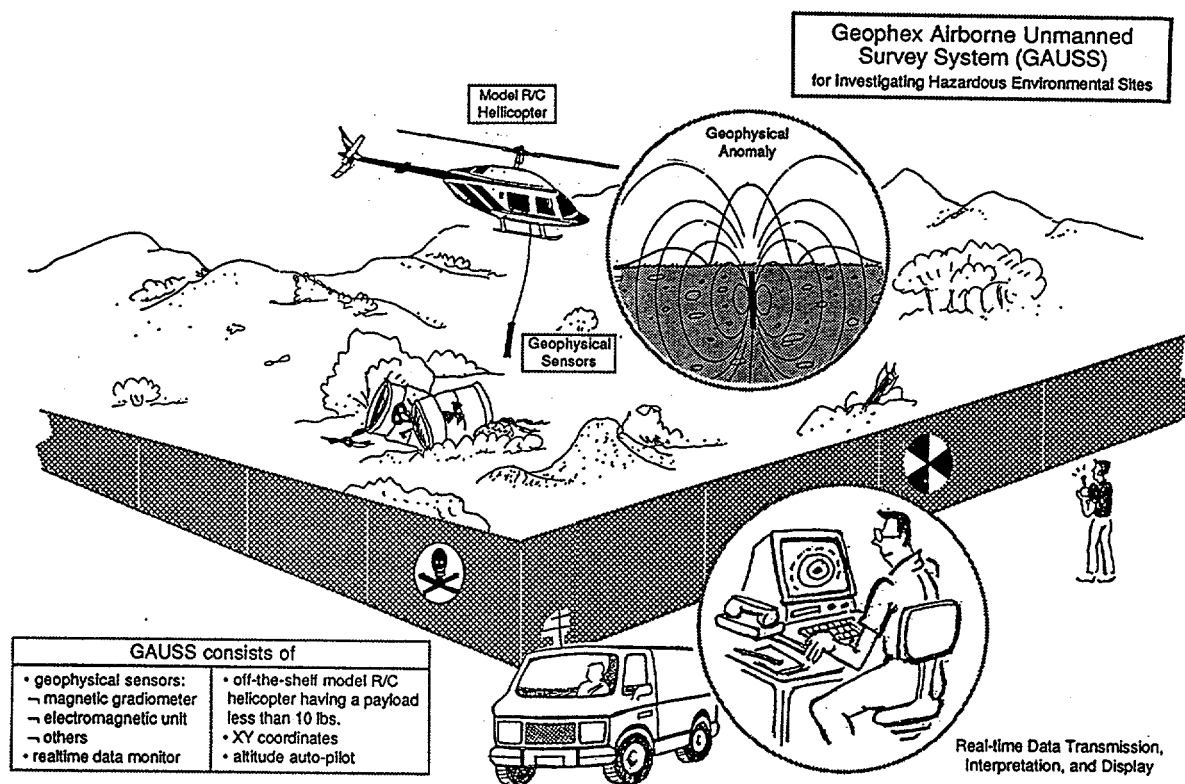 Geophex Airborne Unmanned
Survey System (GAUSS)
for Investigating Hazardous Environmental Sites
Model R/C
Helicopter
Geophysical
Anomaly
Geophysical
Sensors
GAUSS consists of
• geophysical sensors:
¬ magnetic gradiometer
¬ electromagnetic unit
¬ others
• realtime data monitor
• off-the-shelf model R/C
helicopter having a payload
less than 10 lbs.
• XY coordinates
• altitude auto-pilot
Real-time Data Transmission,
Interpretation, and Display